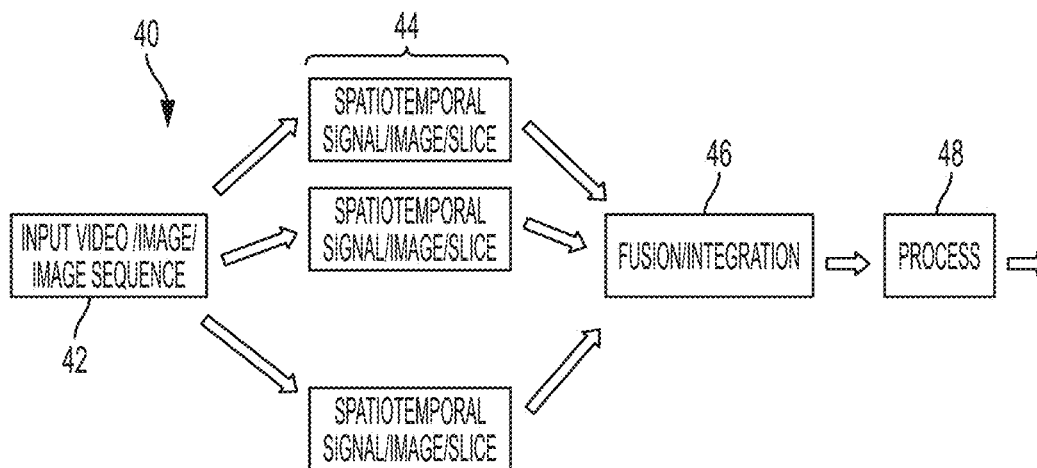 40
44
SPATIOTEMPORAL
SIGNAL/IMAGE/SLICE
46
48
SPATIOTEMPORAL
SIGNAL/IMAGE/SLICE
INPUT VIDEO /IMAGE/
IMAGE SEQUENCE
FUSION/INTEGRATION
PROCESS
42
SPATIOTEMPORAL
SIGNAL/IMAGE/SLICE